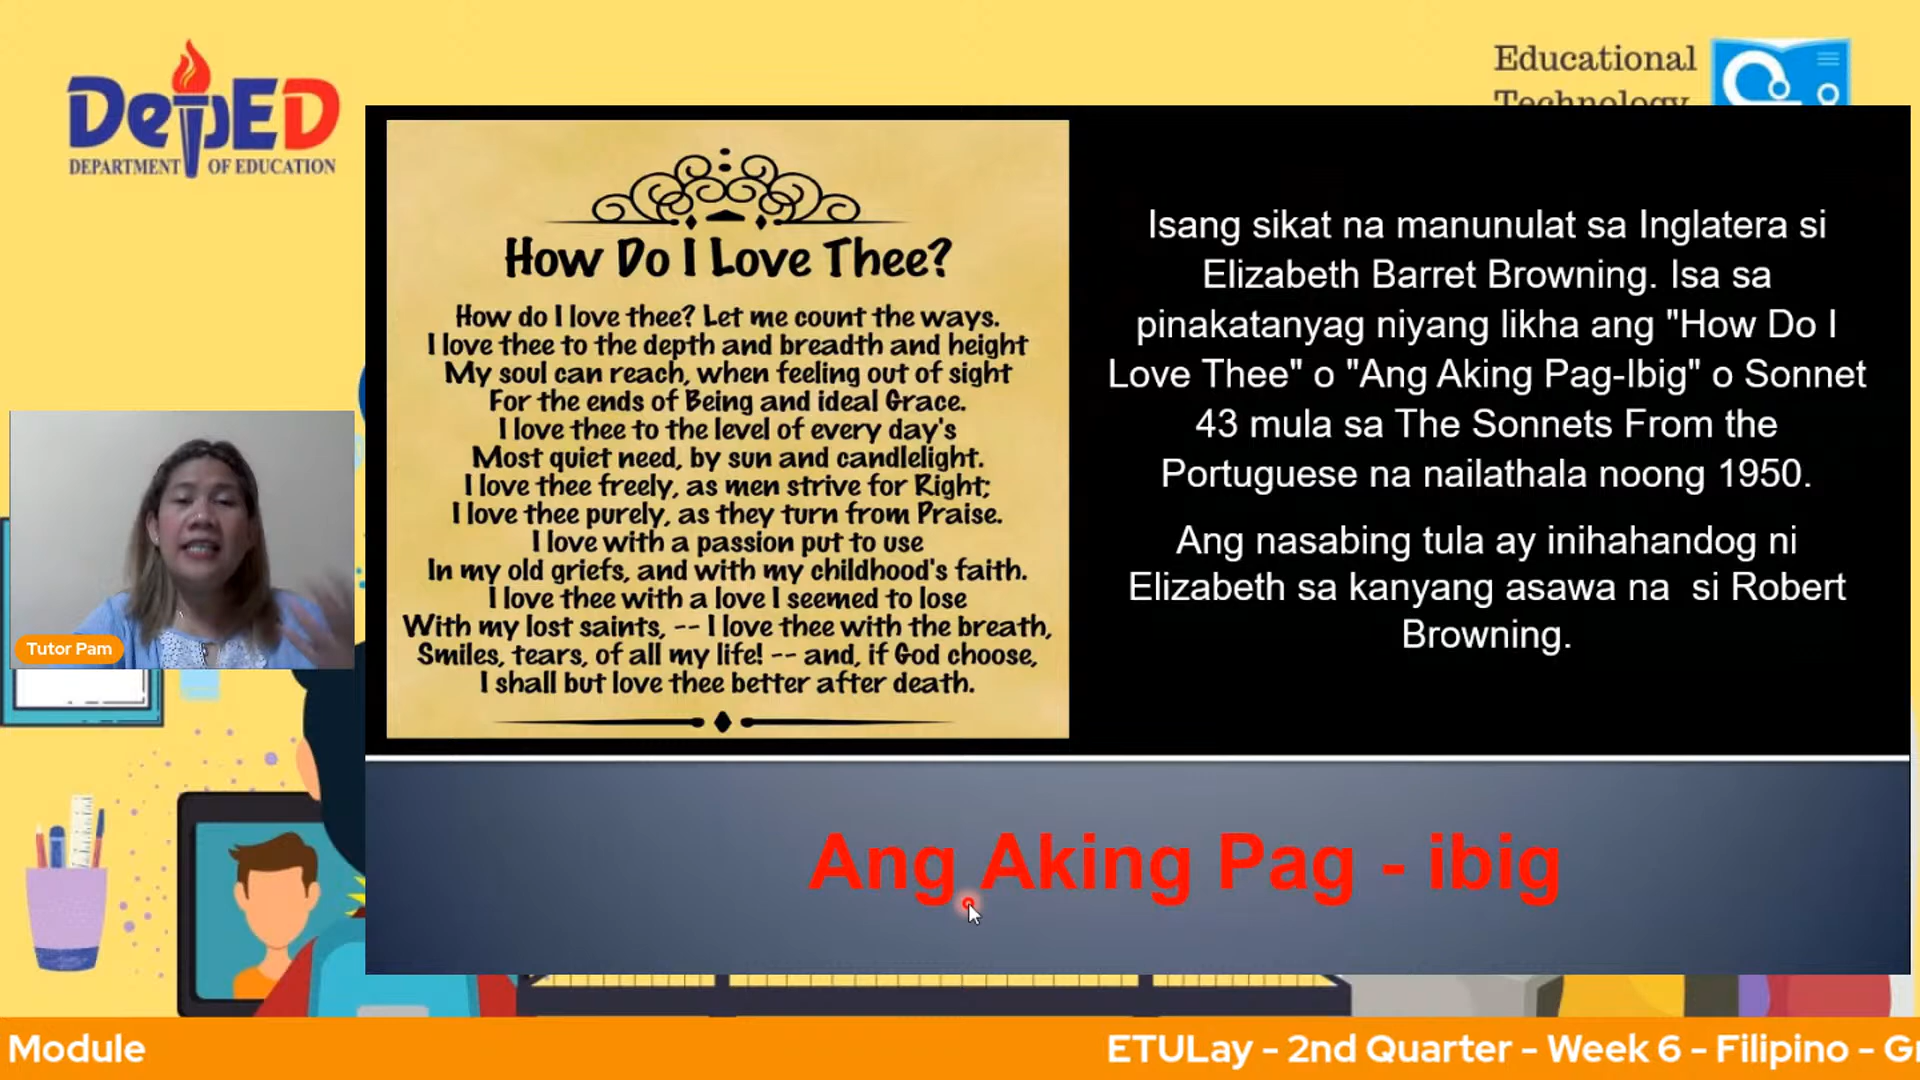 DepED
DEPARTMENT OF EDUCATION
Educational
Technology
How Do I Love Thee?
How do I love thee? Let me count the ways.
I love thee to the depth and breadth and height
My soul can reach, when feeling out of sight
For the ends of Being and ideal Grace.
I love thee to the level of every day's
Most quiet need, by sun and candlelight.
I love thee freely, as men strive for Right;
I love thee purely, as they turn from Praise.
I love with a passion put to use
In my old griefs, and with my childhood's faith.
I love thee with a love I seemed to lose
With my lost saints, -- I love thee with the breath,
Smiles, tears, of all my life! -- and, if God choose,
I shall but love thee better after death.
Isang sikat na manunulat sa Inglatera si
Elizabeth Barret Browning. Isa sa
pinakatanyag niyang likha ang "How Do I
Love Thee" o "Ang Aking Pag-Ibig" o Sonnet
43 mula sa The Sonnets From the
Portuguese na nailathala noong 1950.
Ang nasabing tula ay inihahandog ni
Elizabeth sa kanyang asawa na si Robert
Browning.
Tutor Pam
Ang Aking Pag - ibig
Module
ETULay - 2nd Quarter - Week 6 - Filipino - Gr